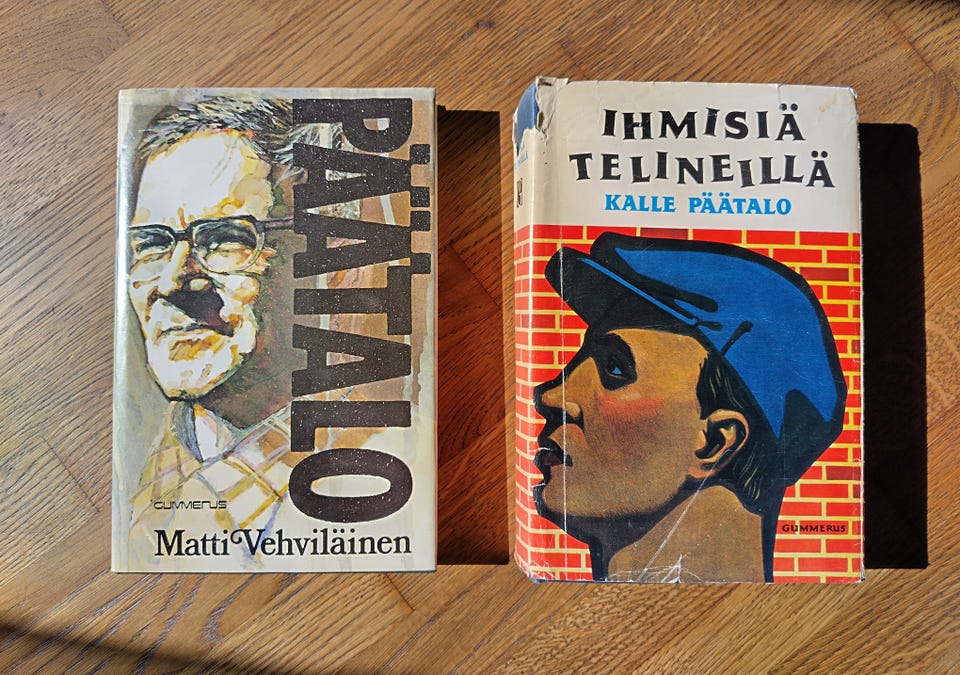 PÄÄTALO
GUMMERUS
Matti Vehviläinen
IHMISIÄ
TELINEILLÄ
KALLE PÄÄTALO
GUMMERUS